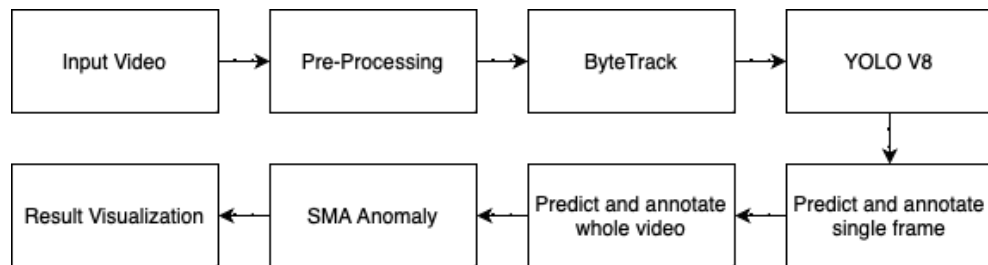 Input Video
Pre-Processing
ByteTrack
YOLO V8
Predict and annotate
single frame
Predict and annotate
whole video
SMA Anomaly
Result Visualization